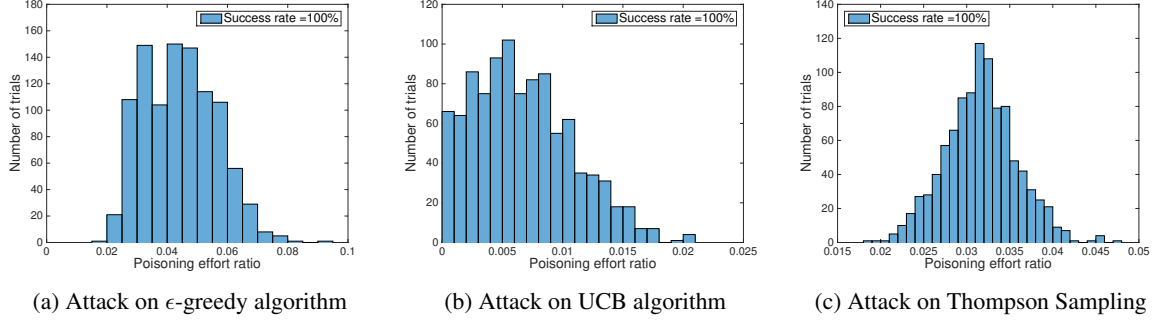 180
160
140
120
100
80
60
40
20
0
Number of trials
Success rate =100%
0 0.02 0.04 0.06 0.08 0.1
Poisoning effort ratio
(a) Attack on ϵ-greedy algorithm
120
100
80
60
40
20
0
Number of trials
Success rate =100%
0 0.005 0.01 0.015 0.02 0.025
Poisoning effort ratio
(b) Attack on UCB algorithm
140
120
100
80
60
40
20
0
Number of trials
Success rate =100%
0.015 0.02 0.025 0.03 0.035 0.04 0.045 0.05
Poisoning effort ratio
(c) Attack on Thompson Sampling